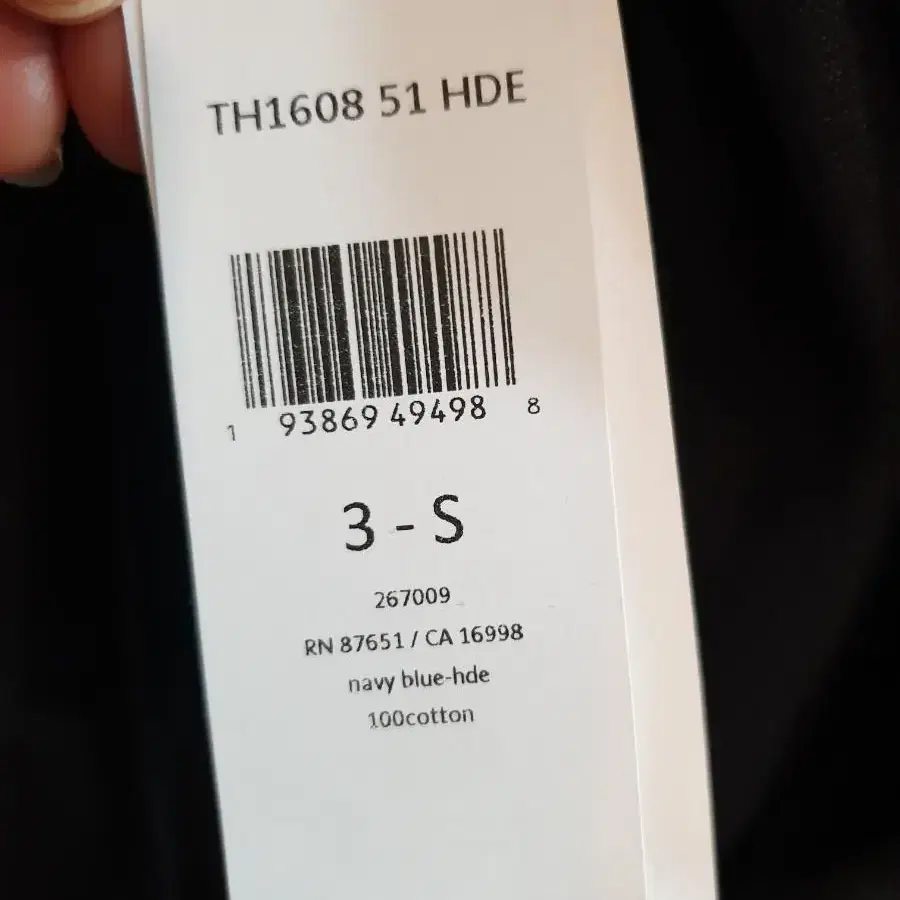 TH1608 51 HDE
1 93869 49498 8
3 - S
267009
RN 87651 / CA 16998
navy blue-hde
100cotton